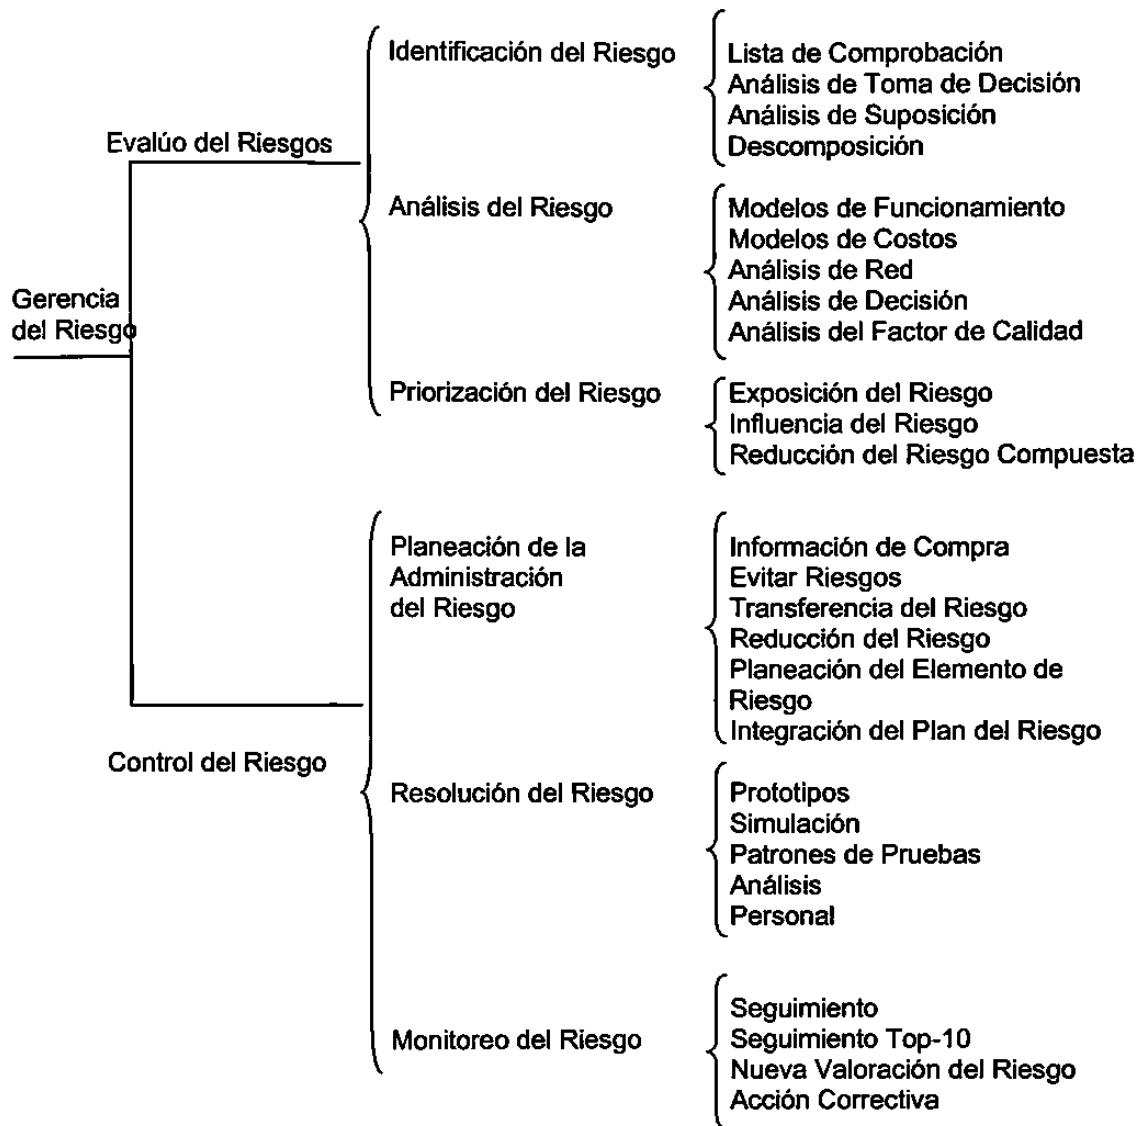 Gerencia
del Riesgo
Evalúo del Riesgos
Identificación del Riesgo
Lista de Comprobación
Análisis de Toma de Decisión
Análisis de Suposición
Descomposición
Análisis del Riesgo
Modelos de Funcionamiento
Modelos de Costos
Análisis de Red
Análisis de Decisión
Análisis del Factor de Calidad
Priorización del Riesgo
Exposición del Riesgo
Influencia del Riesgo
Reducción del Riesgo Compuesta
Control del Riesgo
Planeación de la
Administración
del Riesgo
Información de Compra
Evitar Riesgos
Transferencia del Riesgo
Reducción del Riesgo
Planeación del Elemento de
Riesgo
Integración del Plan del Riesgo
Resolución del Riesgo
Prototipos
Simulación
Patrones de Pruebas
Análisis
Personal
Monitoreo del Riesgo
Seguimiento
Seguimiento Top-10
Nueva Valoración del Riesgo
Acción Correctiva